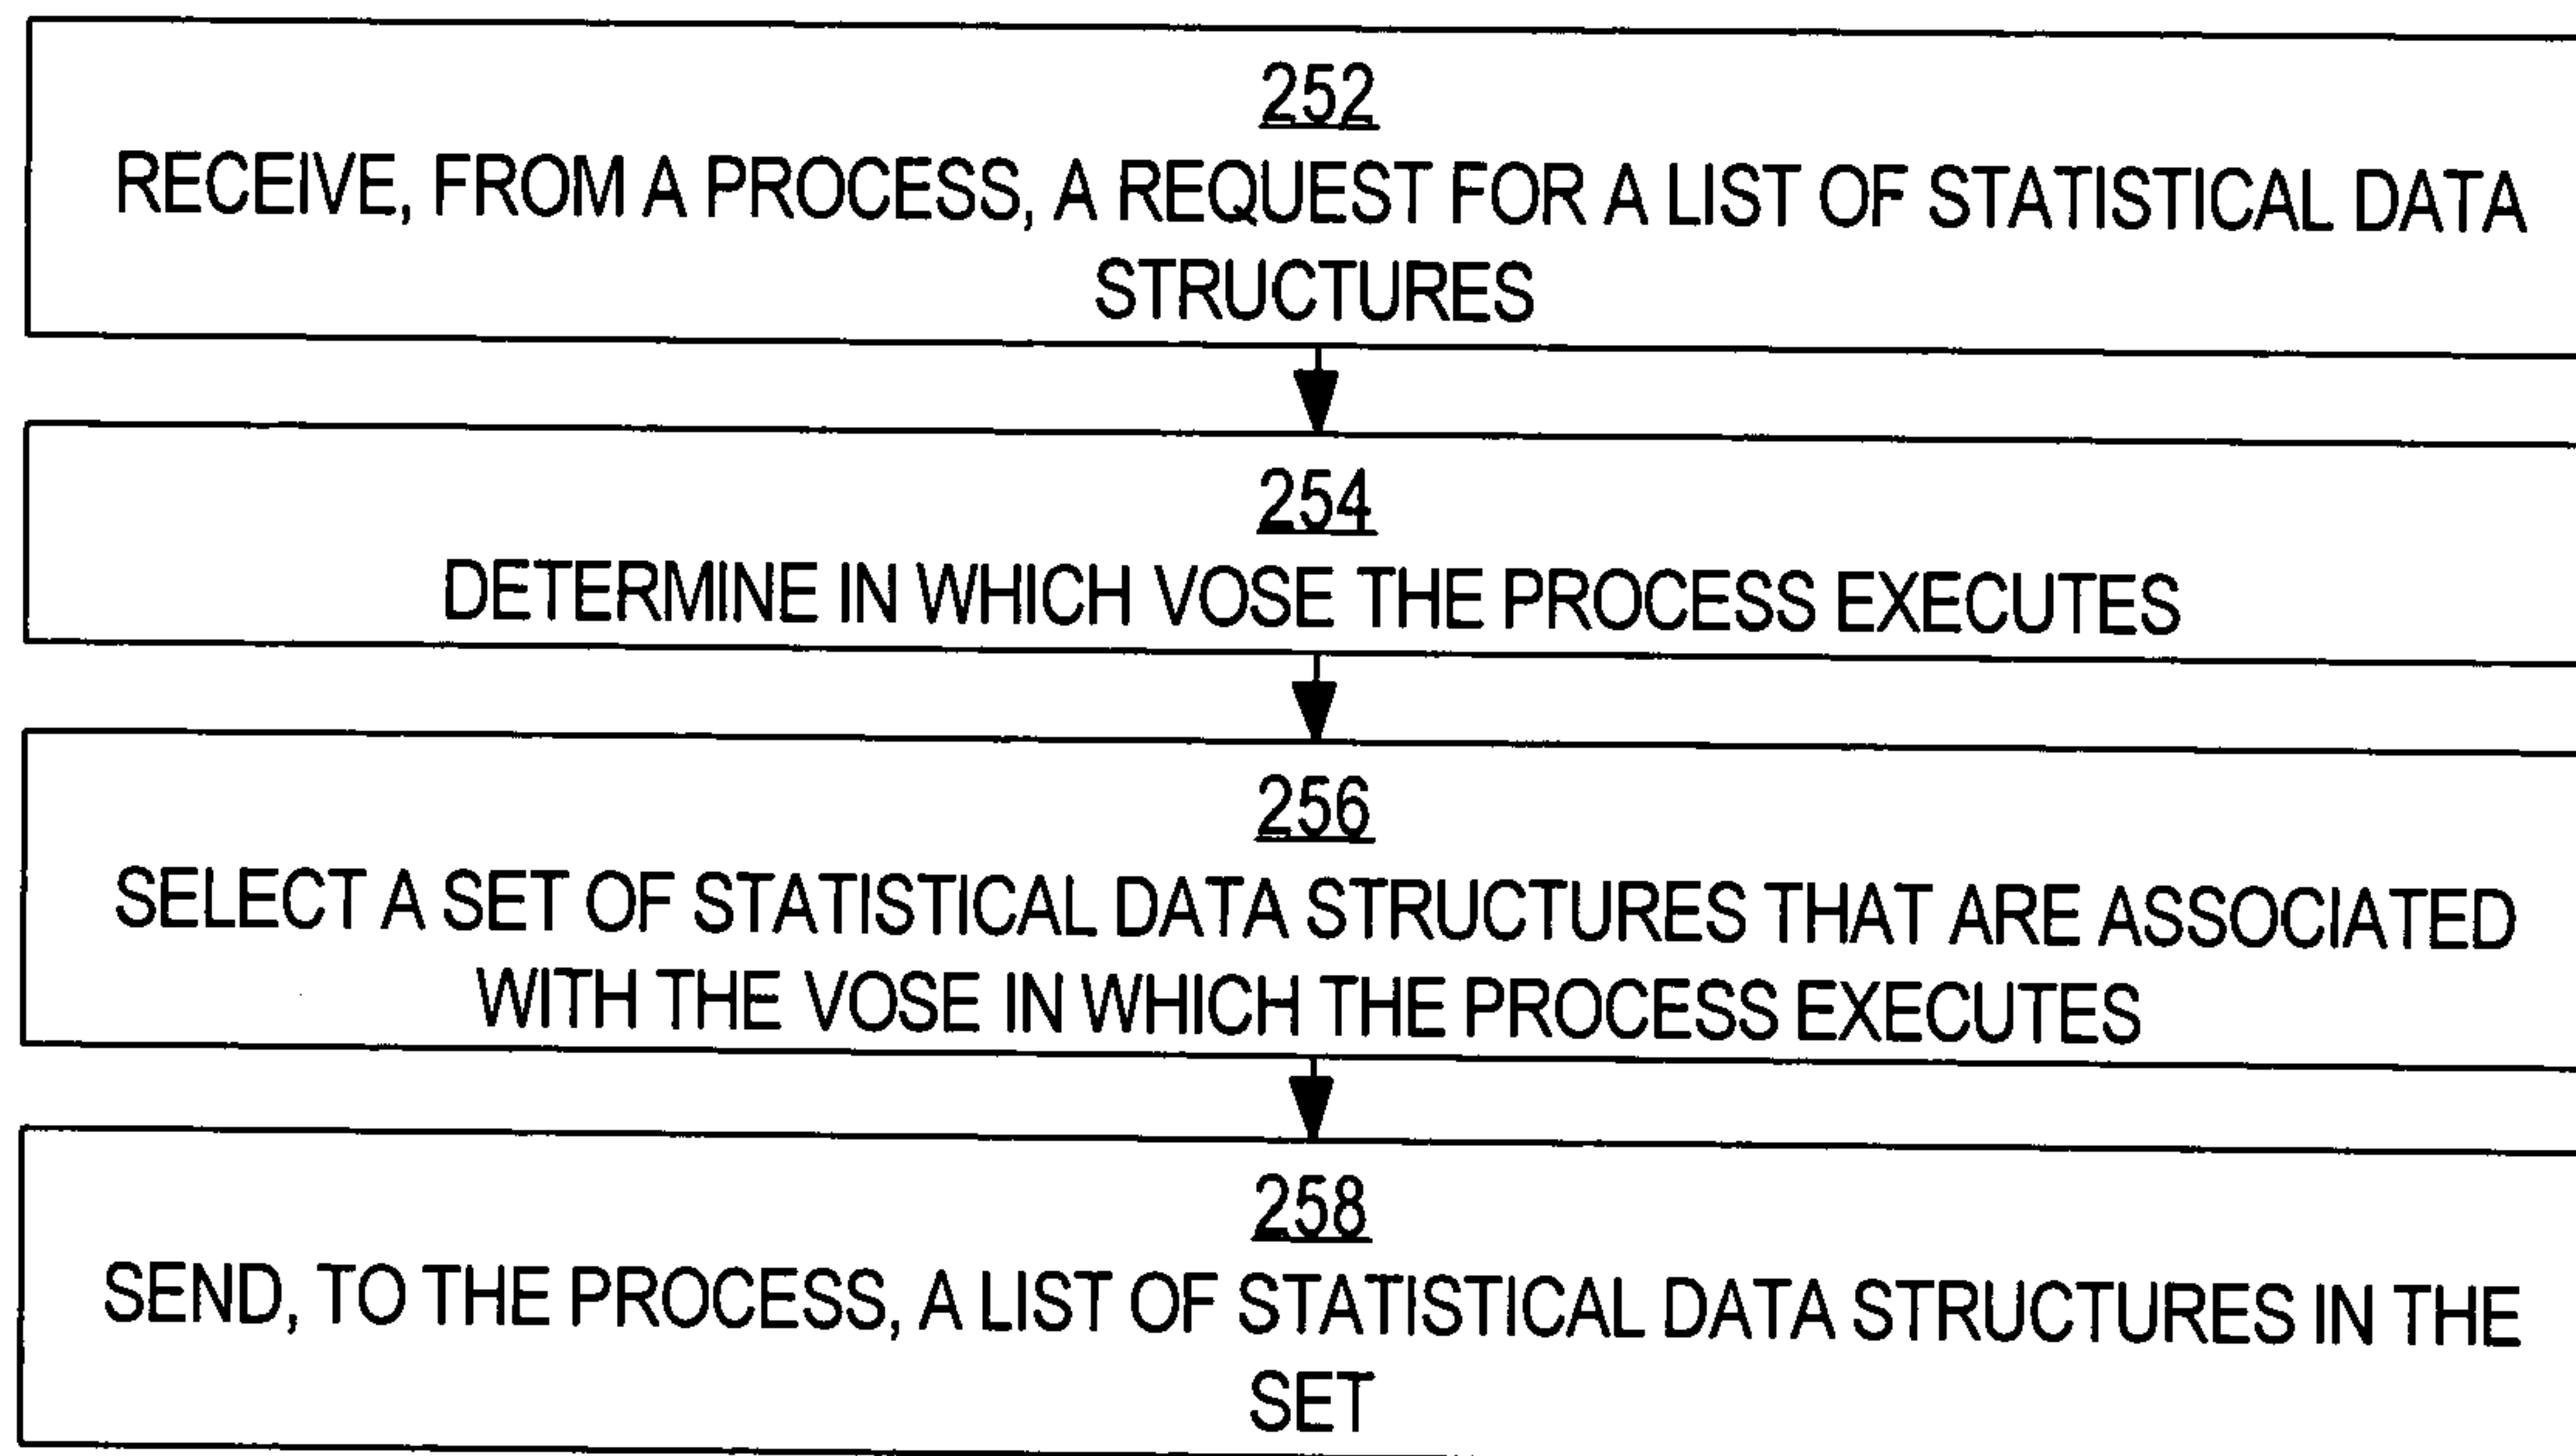 252
RECEIVE, FROM A PROCESS, A REQUEST FOR A LIST OF STATISTICAL DATA
STRUCTURES
254
DETERMINE IN WHICH VOSE THE PROCESS EXECUTES
256
SELECT A SET OF STATISTICAL DATA STRUCTURES THAT ARE ASSOCIATED
WITH THE VOSE IN WHICH THE PROCESS EXECUTES
258
SEND, TO THE PROCESS, A LIST OF STATISTICAL DATA STRUCTURES IN THE
SET